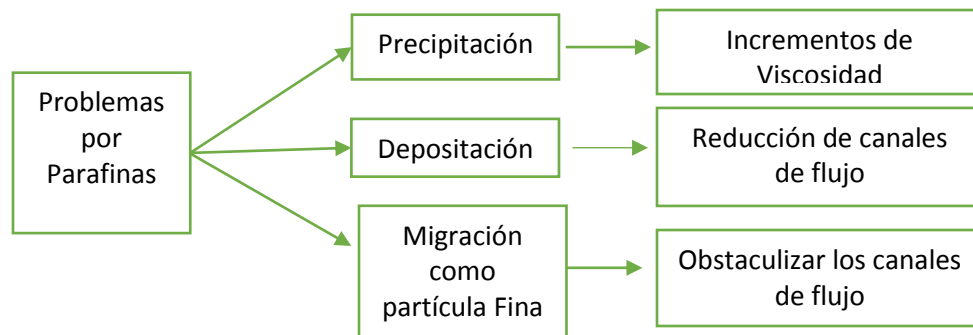 Problemas
por
Parafinas
Precipitación
Incrementos de
Viscosidad
Depositación
Reducción de canales
de flujo
Migración
como
partícula Fina
Obstaculizar los canales
de flujo